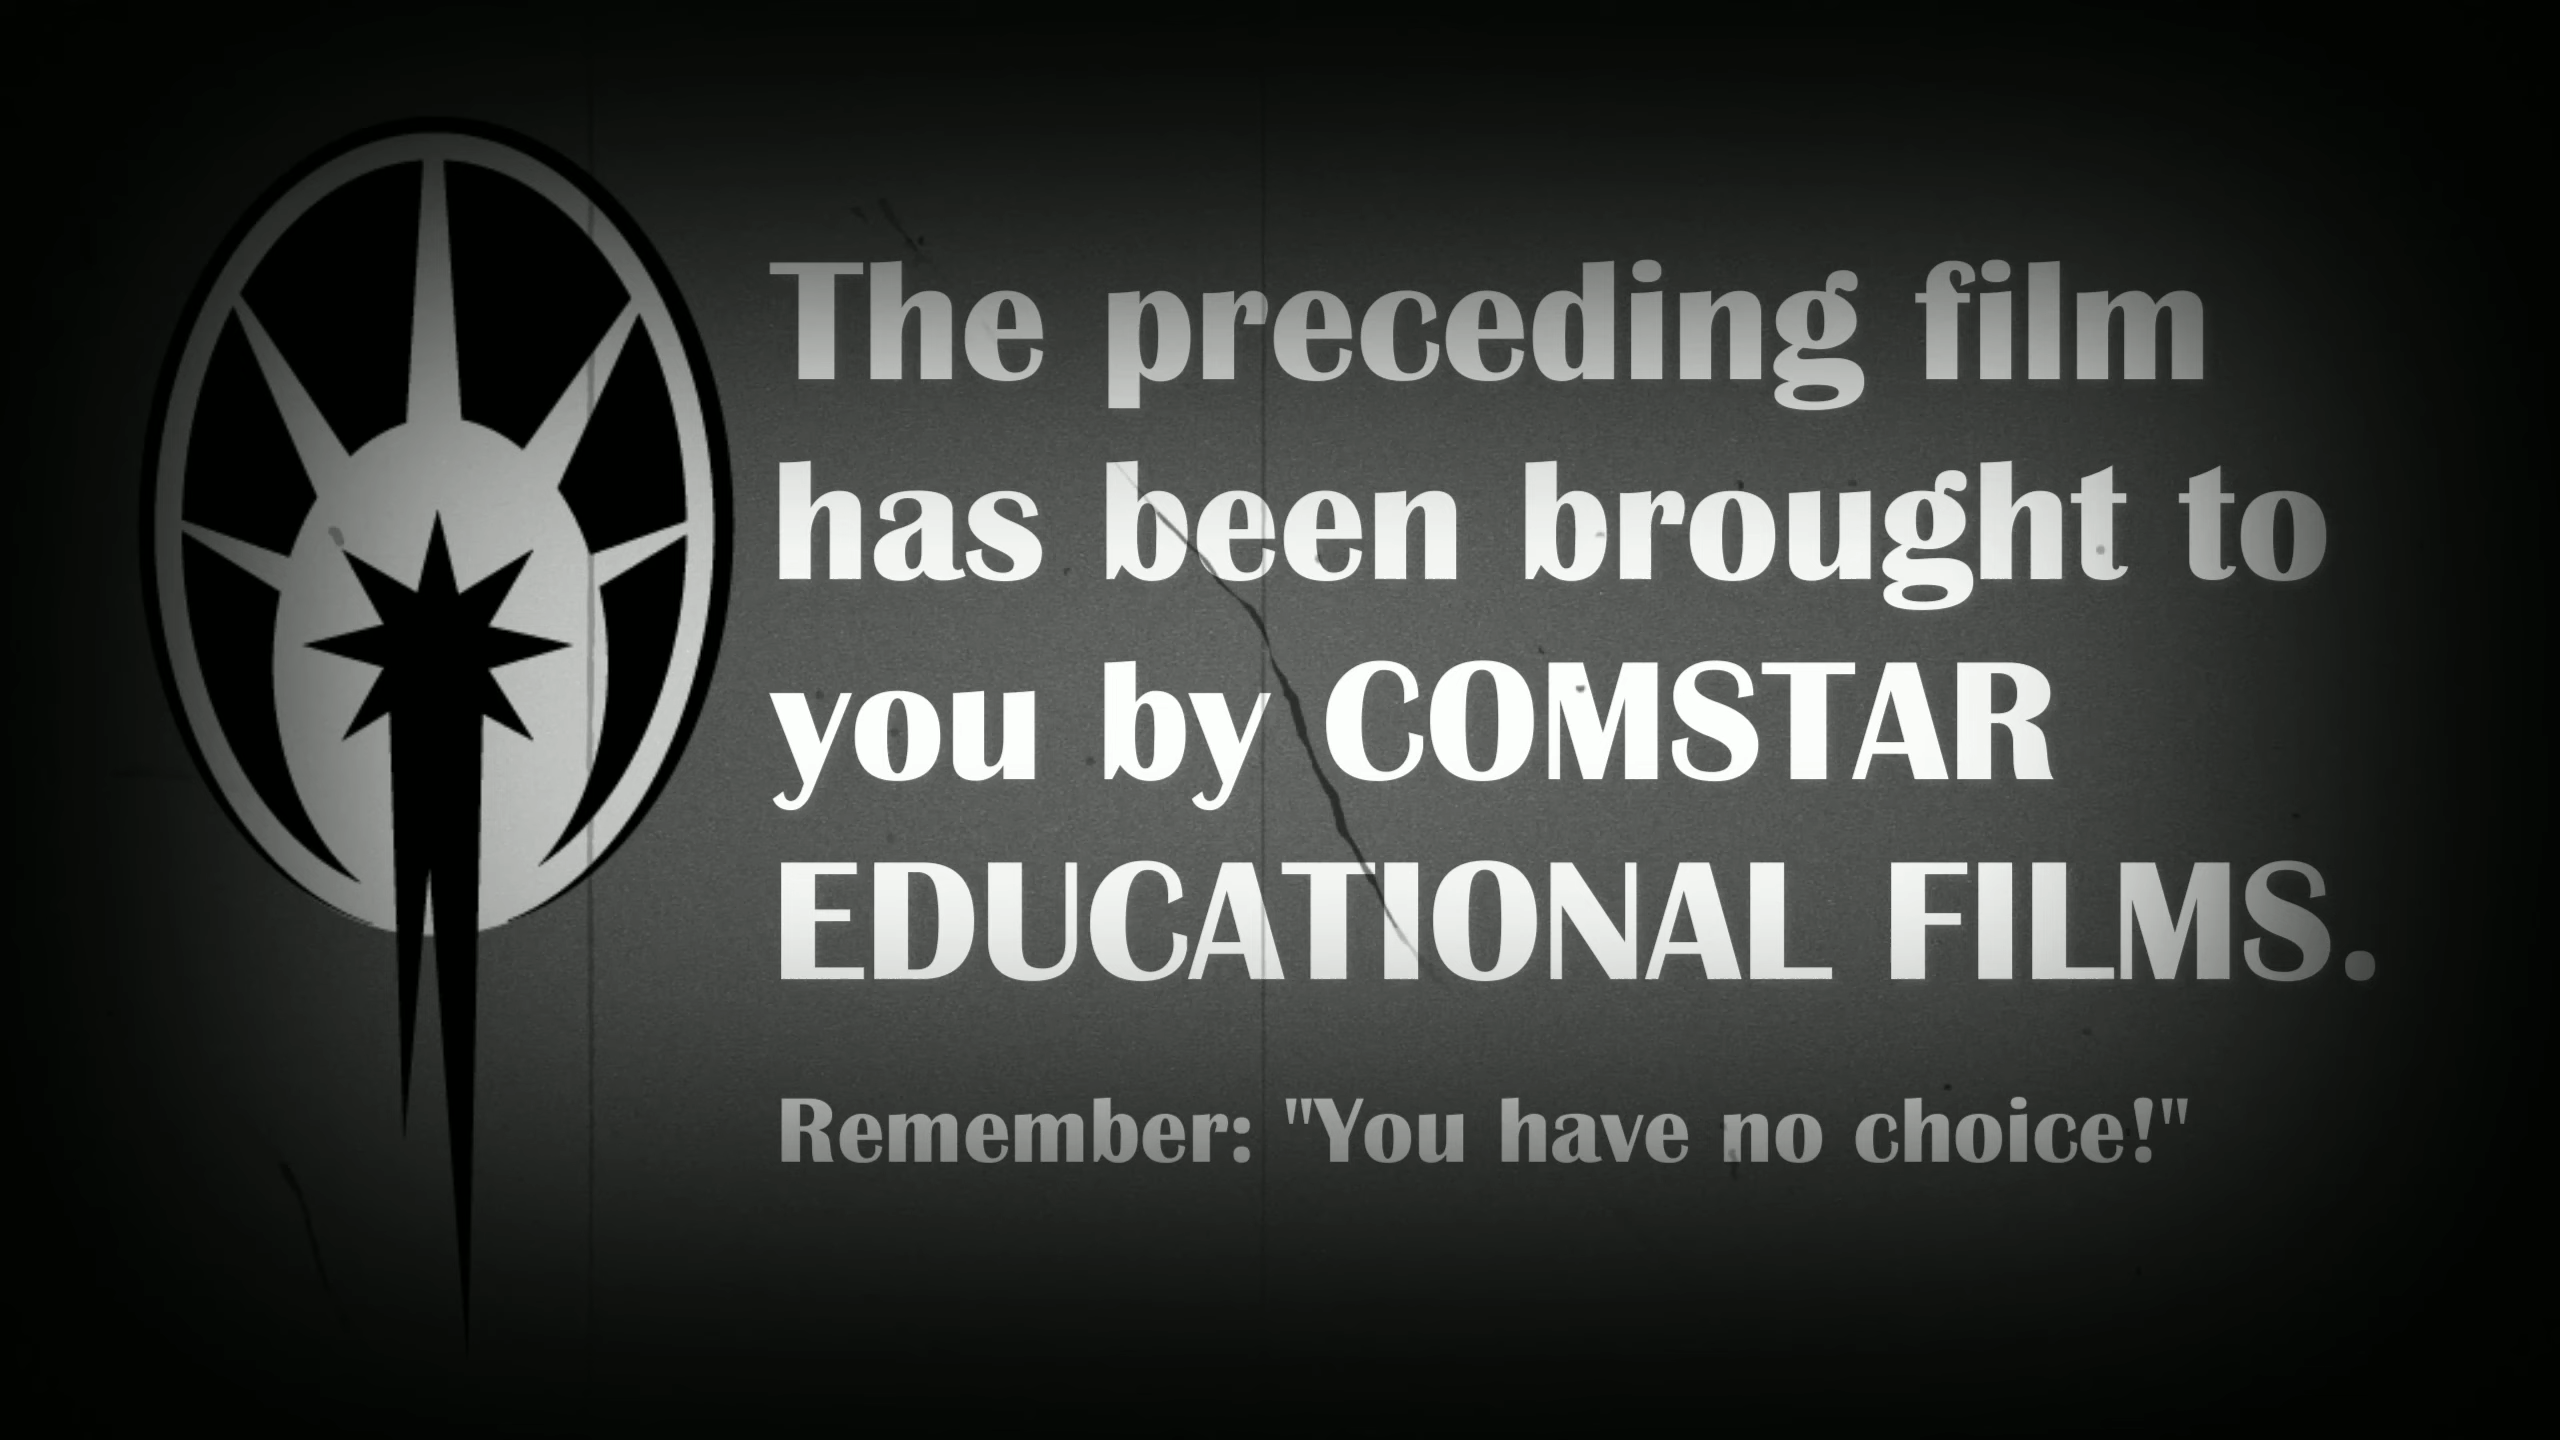 The preceding film
has been brought to
you by COMSTAR
EDUCATIONAL FILMS.
Remember: "You have no choice!"